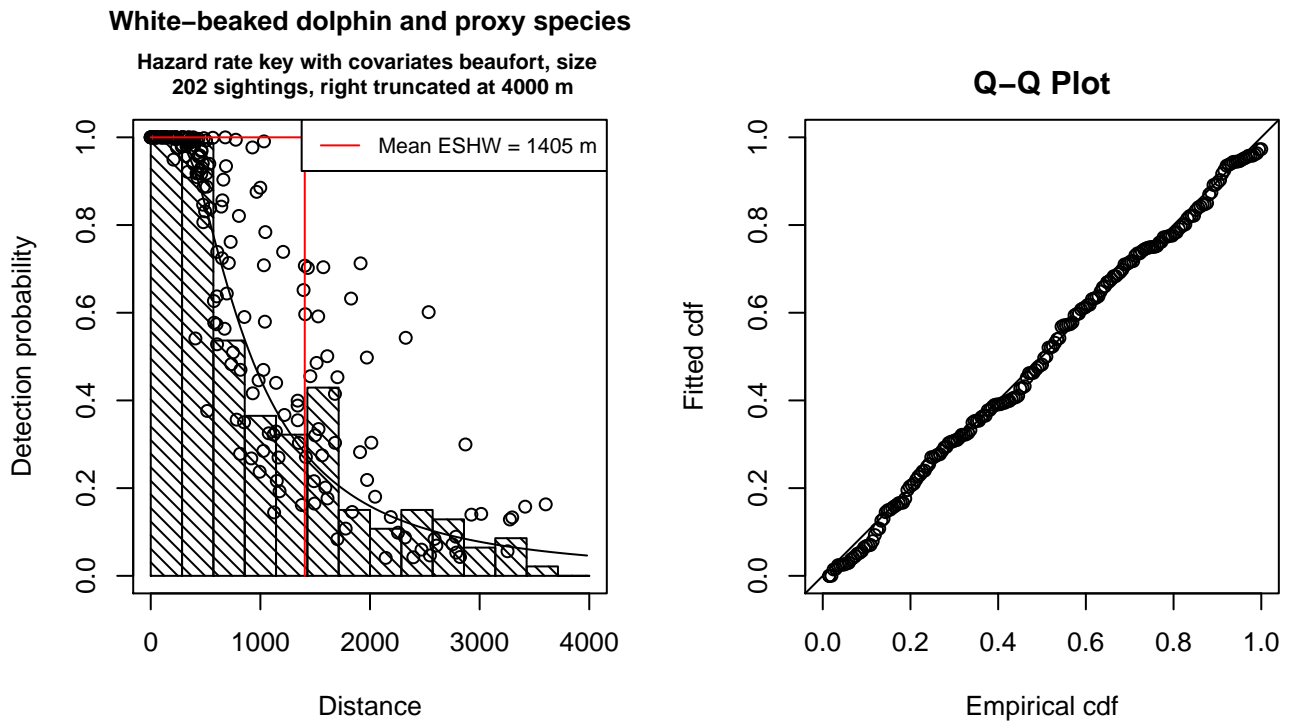 White−beaked dolphin and proxy species
Hazard rate key with covariates beaufort, size
202 sightings, right truncated at 4000 m
Mean ESHW = 1405 m
Detection probability
0.0 0.2 0.4 0.6 0.8 1.0
0 1000 2000 3000 4000
Distance
Q−Q Plot
Fitted cdf
0.0 0.2 0.4 0.6 0.8 1.0
0.0 0.2 0.4 0.6 0.8 1.0
Empirical cdf